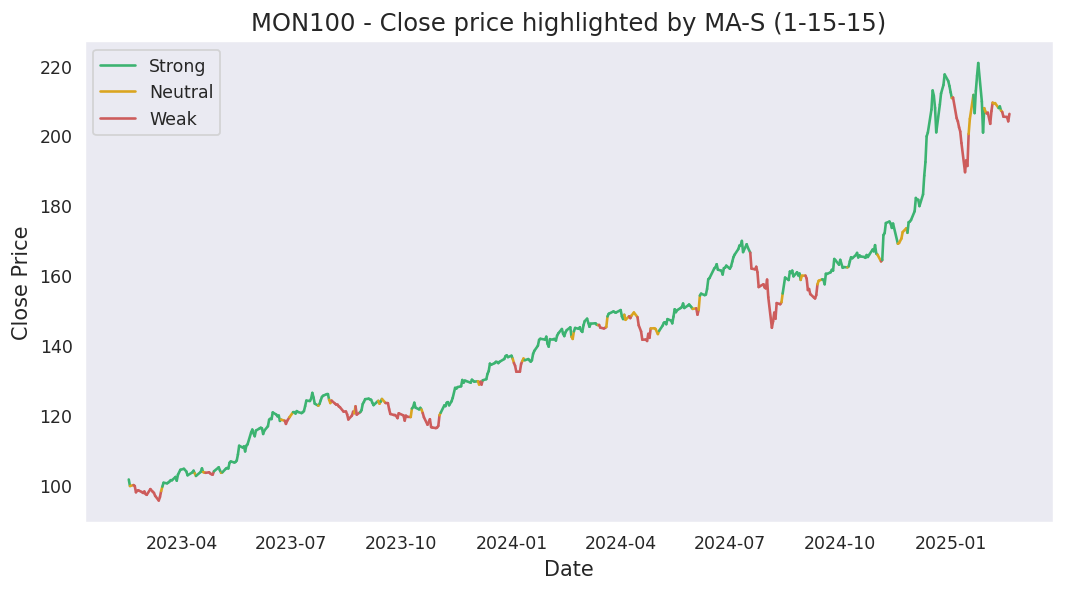 MON100 - Close price highlighted by MA-S (1-15-15)
Strong
Neutral
Weak
220
200
180
160
140
120
100
Close Price
2023-04
2023-07
2023-10
2024-01
2024-04
2024-07
2024-10
2025-01
Date